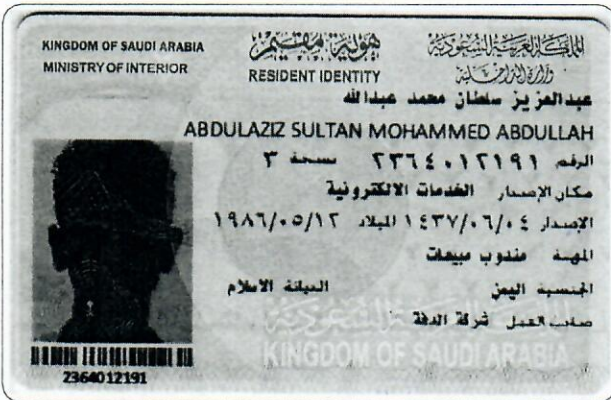 KINGDOM OF SAUDI ARABIA
MINISTRY OF INTERIOR
هوية مقيم
RESIDENT IDENTITY
المملكة العربية السعودية
وزارة الداخلية
عبدالعزيز سلطان محمد عبدالله
ABDULAZIZ SULTAN MOHAMMED ABDULLAH
الرقم ٢٣٦٤٠١٢١٩١ نسخة ٣
مكان الإصدار الخدمات الالكترونية
الإصدار ١٤٣٧/٠٦/٠٤ الميلاد ١٩٨٦/٠٥/١٢
المهنة مندوب مبيعات
الجنسية اليمن الديانة الاسلام
صاحب العمل شركة الدقة
KINGDOM OF SAUDI ARABIA
2364012191